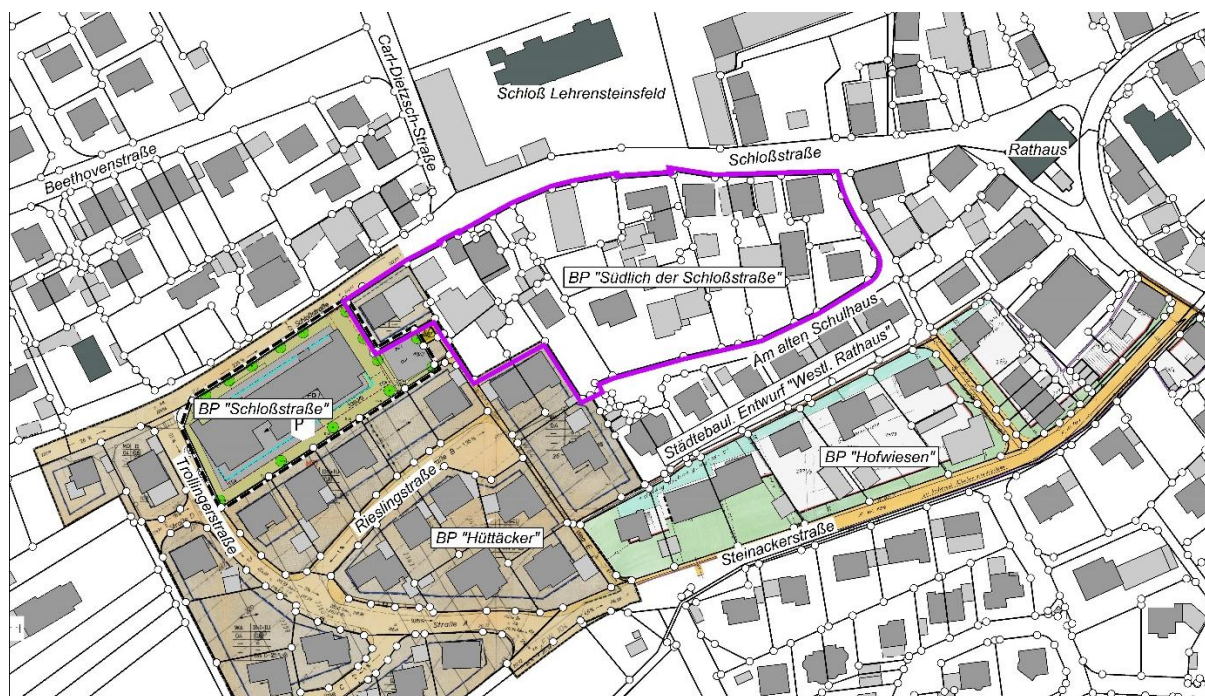 Carl-Dietzsch-Straße
Schloß Lehrensteinsfeld
Beethovenstraße
Schloßstraße
Rathaus
BP "Südlich der Schloßstraße"
Am alten Schulhaus
Städtebaul. Entwurf "Westl. Rathaus"
BP "Schloßstraße"
P
BP "Hofwiesen"
Trollingerstraße
Rieslingstraße
BP "Hüttäcker"
Steinackerstraße
Straße A